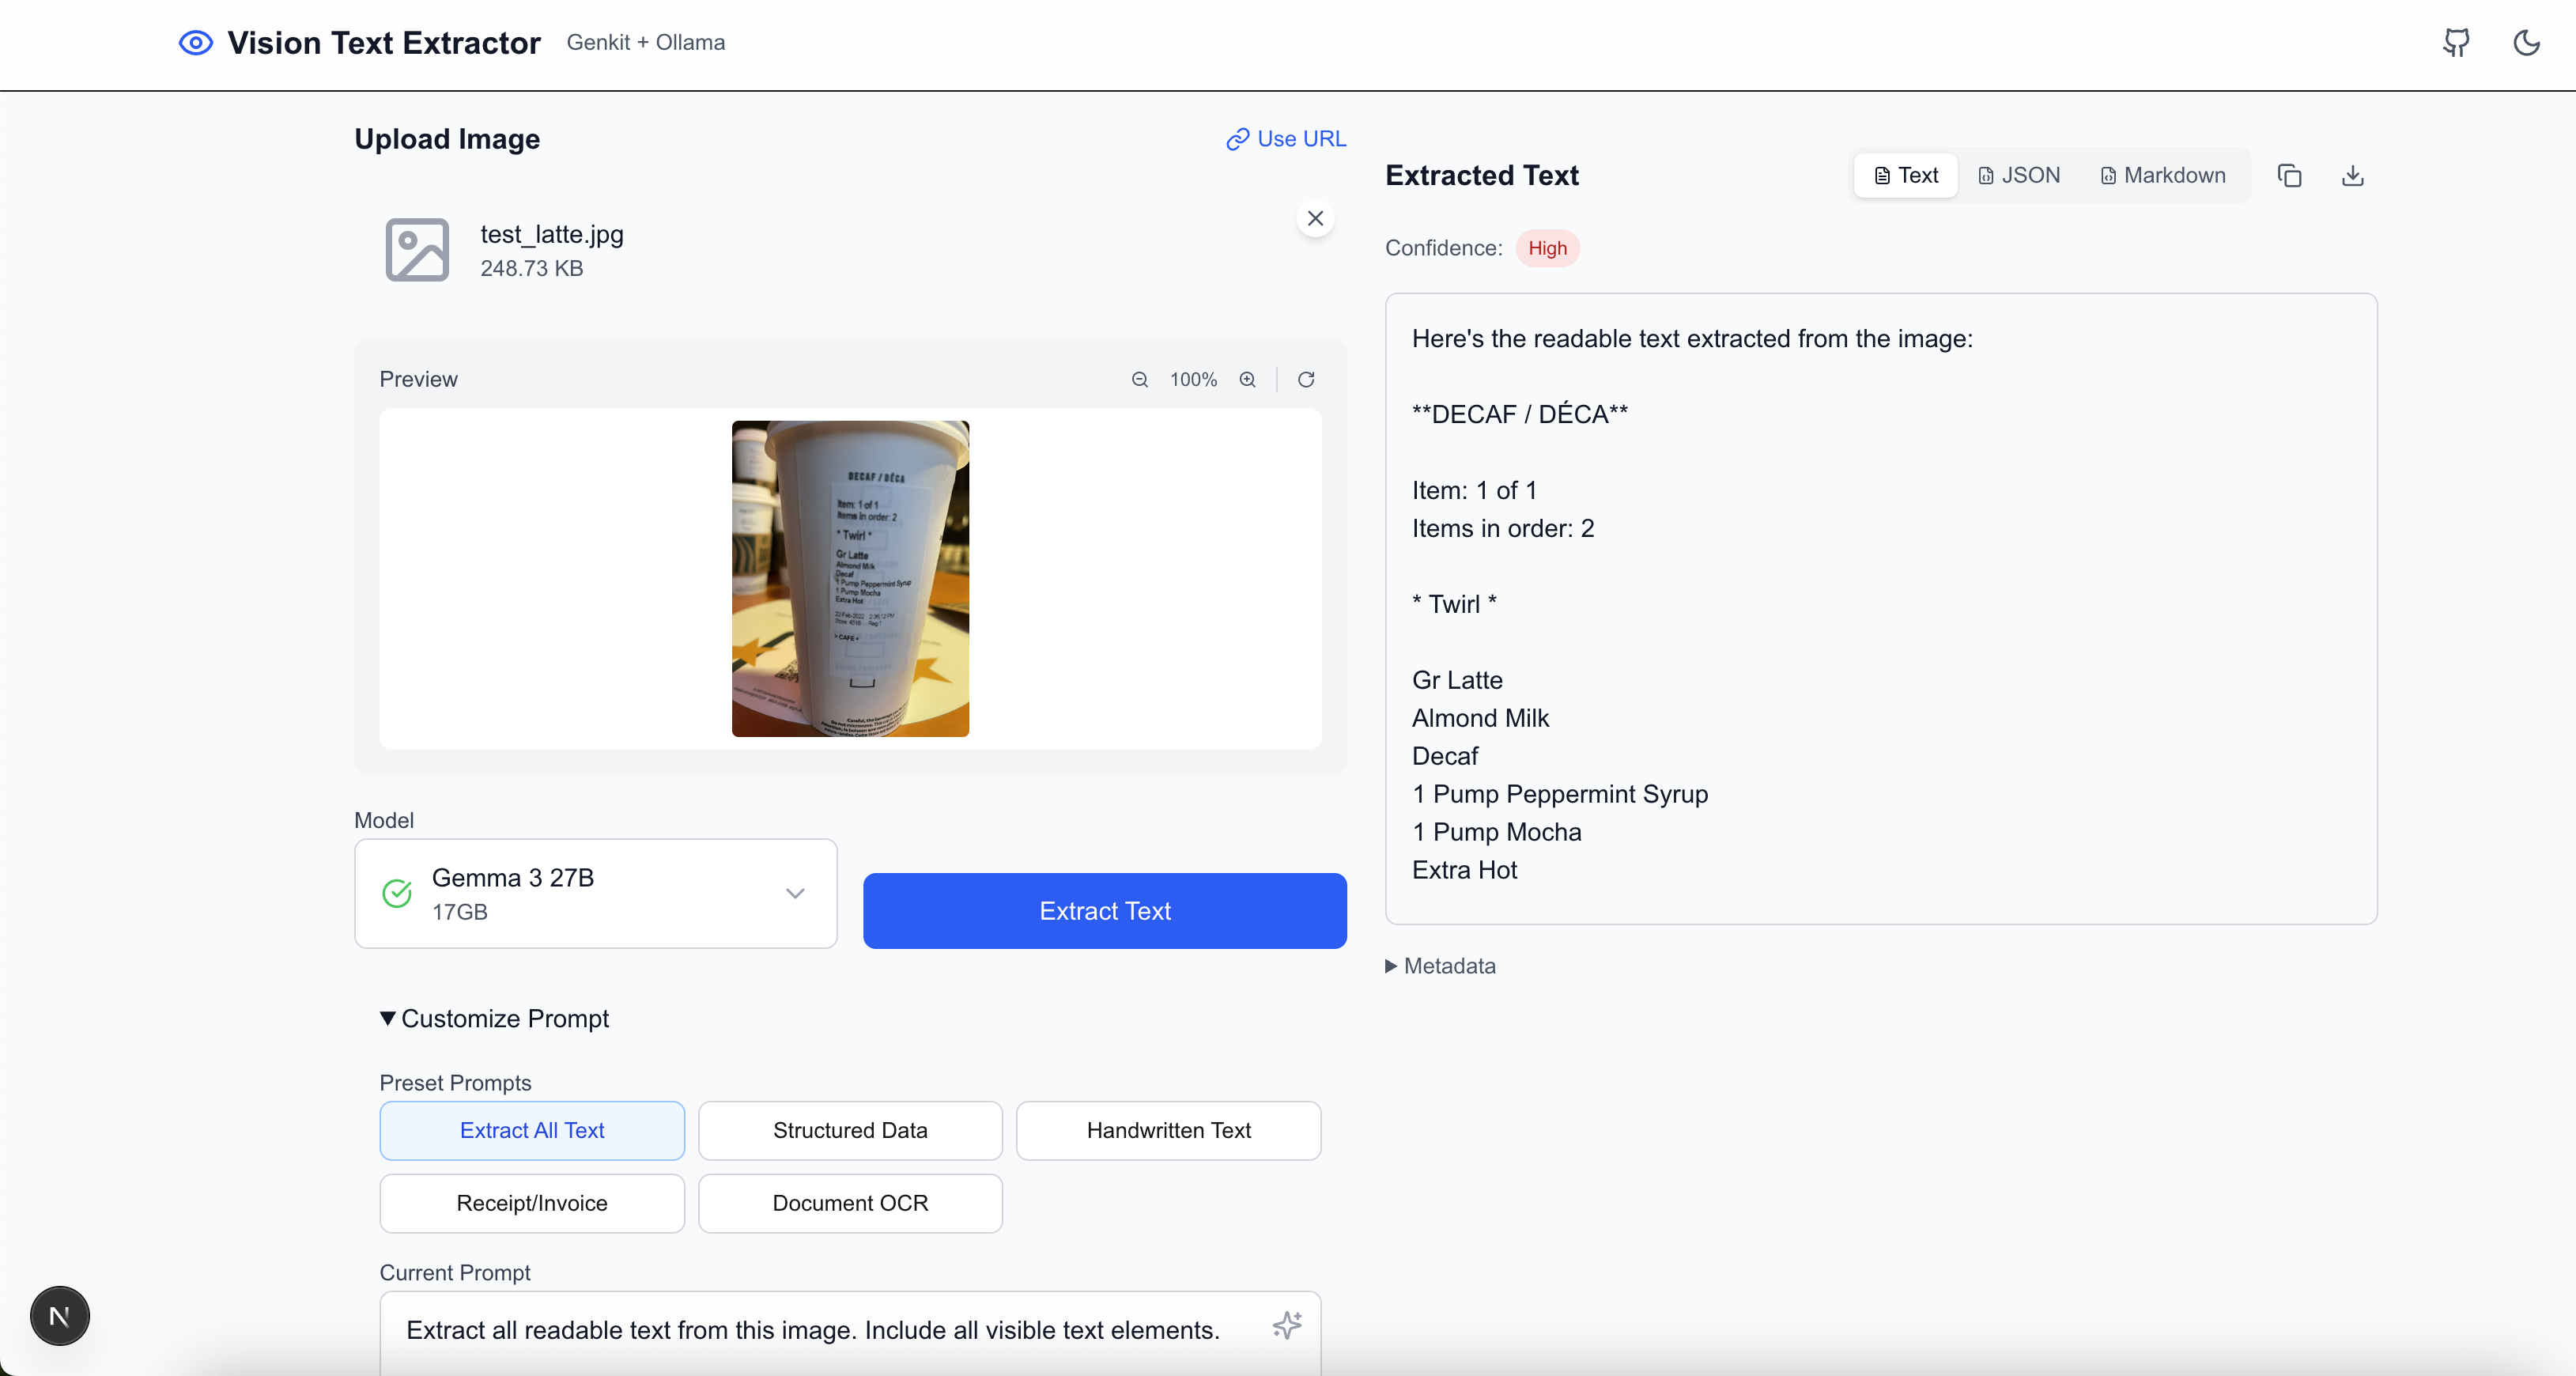 Vision Text Extractor Genkit + Ollama
Upload Image
Use URL
test_latte.jpg
248.73 KB
Preview
100%
DECAF / DÉCA
Item: 1 of 1
Items in order: 2
* Twirl *
Gr Latte
Almond Milk
Decaf
1 Pump Peppermint Syrup
1 Pump Mocha
Extra Hot
> CAFE <
Model
Gemma 3 27B
17GB
Extract Text
Customize Prompt
Preset Prompts
Extract All Text
Structured Data
Handwritten Text
Receipt/Invoice
Document OCR
Current Prompt
Extract all readable text from this image. Include all visible text elements.
N
Extracted Text
Text
JSON
Markdown
Confidence: High
Here's the readable text extracted from the image:
**DECAF / DÉCA**
Item: 1 of 1
Items in order: 2
* Twirl *
Gr Latte
Almond Milk
Decaf
1 Pump Peppermint Syrup
1 Pump Mocha
Extra Hot
Metadata